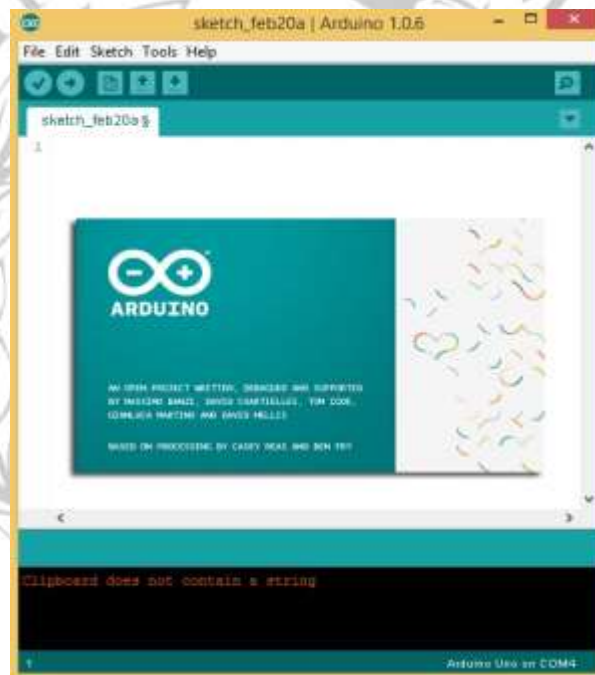 sketch_feb20a | Arduino 1.0.6
File Edit Sketch Tools Help
sketch_feb20a §
1
ARDUINO
AN OPEN PROJECT WRITTEN, DEBUGGED AND SUPPORTED
BY MASSIMO BANZI, DAVID CUARTIELLES, TOM IGOE,
GIANLUCA MARTINO AND DAVID MELLIS
BASED ON PROCESSING BY CASEY REAS AND BEN FRY
Clipboard does not contain a string
1
Arduino Uno on COM4